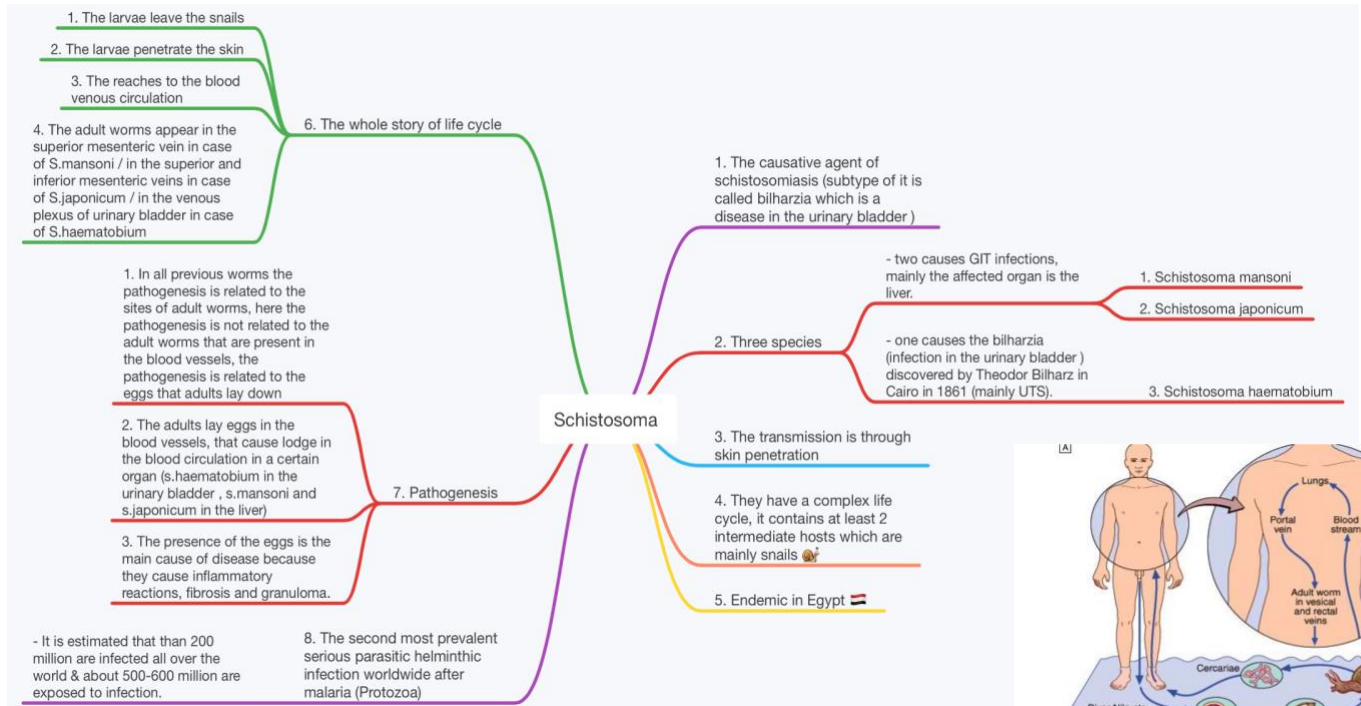 Schistosoma
1. The causative agent of
schistosomiasis (subtype of it is
called bilharzia which is a
disease in the urinary bladder )
2. Three species
- two causes GIT infections,
mainly the affected organ is the
liver.
1. Schistosoma mansoni
2. Schistosoma japonicum
- one causes the bilharzia
(infection in the urinary bladder )
discovered by Theodor Bilharz in
Cairo in 1861 (mainly UTS).
3. Schistosoma haematobium
3. The transmission is through
skin penetration
4. They have a complex life
cycle, it contains at least 2
intermediate hosts which are
mainly snails 🐌
5. Endemic in Egypt 🇪🇬
6. The whole story of life cycle
1. The larvae leave the snails
2. The larvae penetrate the skin
3. The reaches to the blood
venous circulation
4. The adult worms appear in the
superior mesenteric vein in case
of S.mansoni / in the superior and
inferior mesenteric veins in case
of S.japonicum / in the venous
plexus of urinary bladder in case
of S.haematobium
7. Pathogenesis
1. In all previous worms the
pathogenesis is related to the
sites of adult worms, here the
pathogenesis is not related to the
adult worms that are present in
the blood vessels, the
pathogenesis is related to the
eggs that adults lay down
2. The adults lay eggs in the
blood vessels, that cause lodge in
the blood circulation in a certain
organ (s.haematobium in the
urinary bladder , s.mansoni and
s.japonicum in the liver)
3. The presence of the eggs is the
main cause of disease because
they cause inflammatory
reactions, fibrosis and granuloma.
8. The second most prevalent
serious parasitic helminthic
infection worldwide after
malaria (Protozoa)
- It is estimated that than 200
million are infected all over the
world & about 500-600 million are
exposed to infection.
A
Lungs
Portal
vein
Blood
stream
Adult worm
in vesical
and rectal
veins
Cercariae